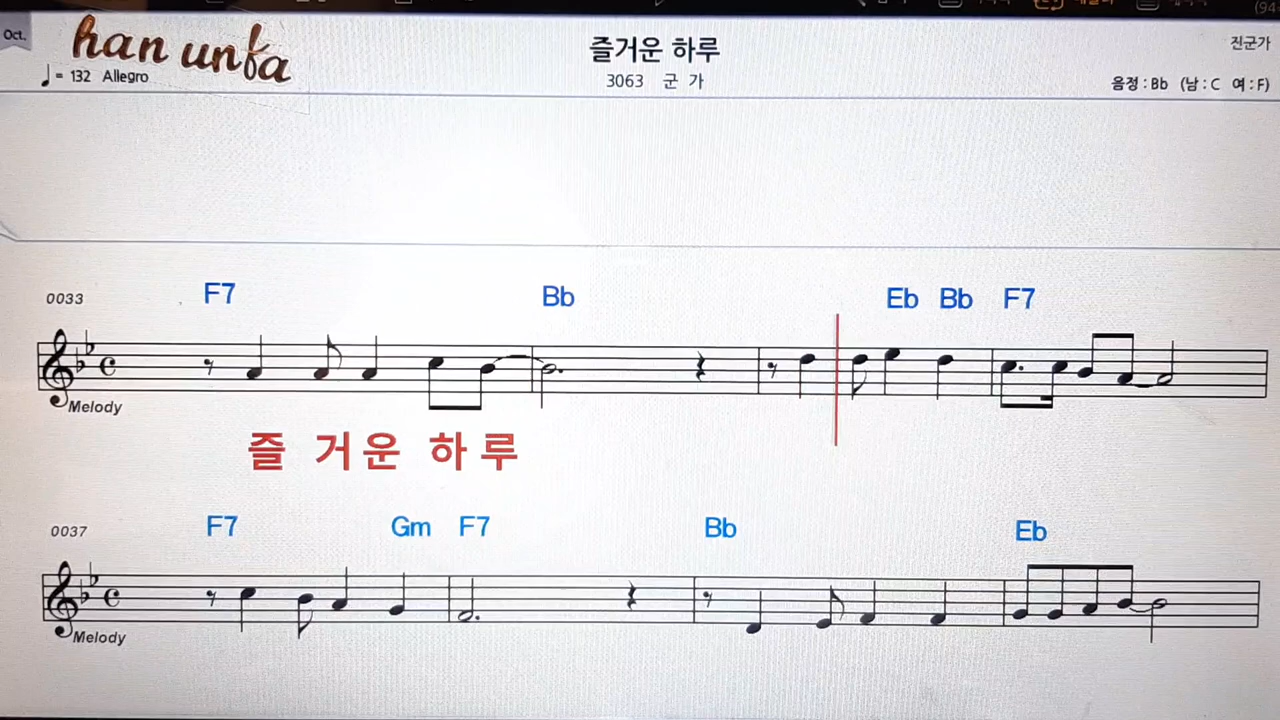 Oct.
han unfa
즐거운 하루
진군가
= 132 Allegro
3063 군 가
음정 : Bb (남 : C 여 : F)
0033
F7 Bb Eb Bb F7
Melody
즐 거운 하루
0037
F7 Gm F7 Bb Eb
Melody